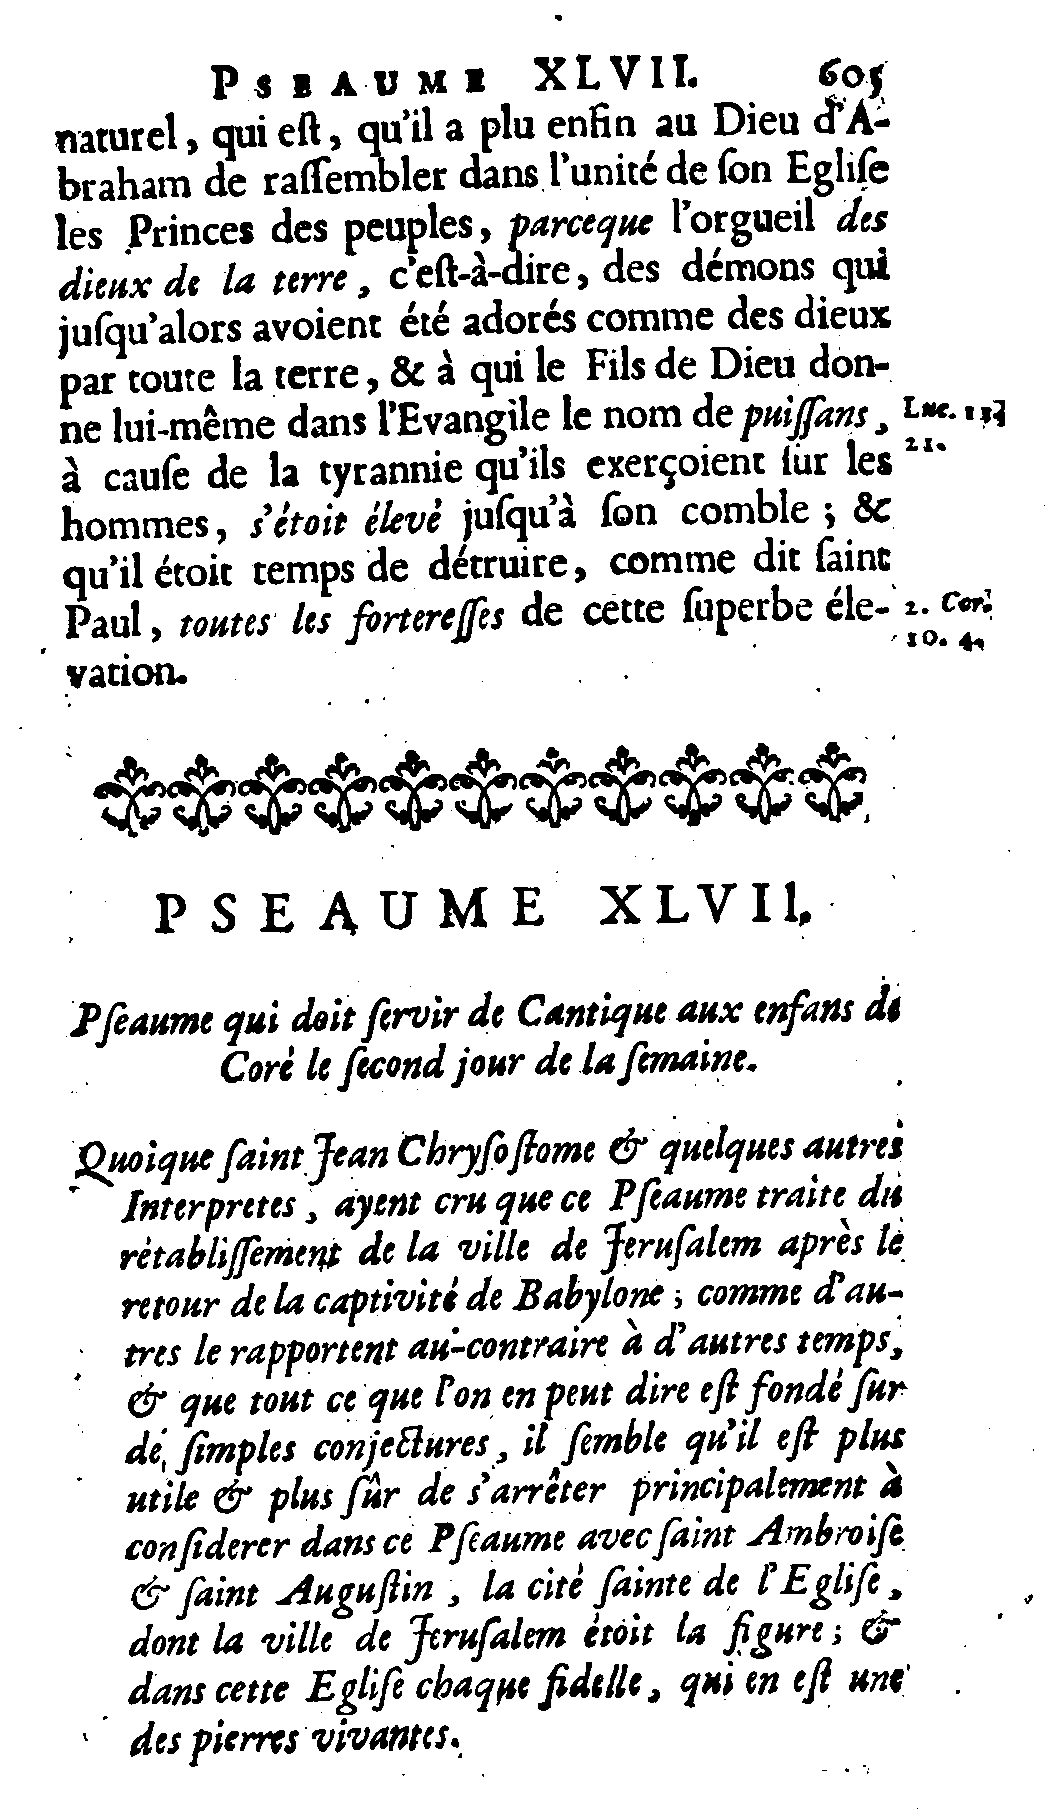 PSEAUME XLVII. 605
naturel, qui eſt, qu'il a plu enfin au Dieu d'A-
braham de raſſembler dans l'unité de ſon Egliſe
les Princes des peuples, parceque l'orgueil des
dieux de la terre, c'eſt-à-dire, des démons qui
juſqu'alors avoient été adorés comme des dieux
par toute la terre, & à qui le Fils de Dieu don-
ne lui-même dans l'Evangile le nom de puiſſans, Luc.
à cauſe de la tyrannie qu'ils exerçoient ſur les 21.
hommes, s'étoit élevé juſqu'à ſon comble ; &
qu'il étoit temps de détruire, comme dit ſaint
Paul, toutes les fortereſſes de cette ſuperbe éle- 2. Cor.
vation. 10. 4.
PSEAUME XLVII.
Pſeaume qui doit ſervir de Cantique aux enfans de
Coré le ſecond jour de la ſemaine.
Quoique ſaint Jean Chryſoſtome & quelques autres
Interpretes, ayent cru que ce Pſeaume traite du
rétabliſſement de la ville de Jeruſalem après le
retour de la captivité de Babylone ; comme d'au-
tres le rapportent au-contraire à d'autres temps,
& que tout ce que l'on en peut dire eſt fondé ſur
de ſimples conjectures, il ſemble qu'il eſt plus
utile & plus ſûr de s'arrêter principalement à
conſiderer dans ce Pſeaume avec ſaint Ambroiſe
& ſaint Auguſtin, la cité ſainte de l'Egliſe,
dont la ville de Jeruſalem étoit la figure ; &
dans cette Egliſe chaque fidelle, qui en eſt une
des pierres vivantes.